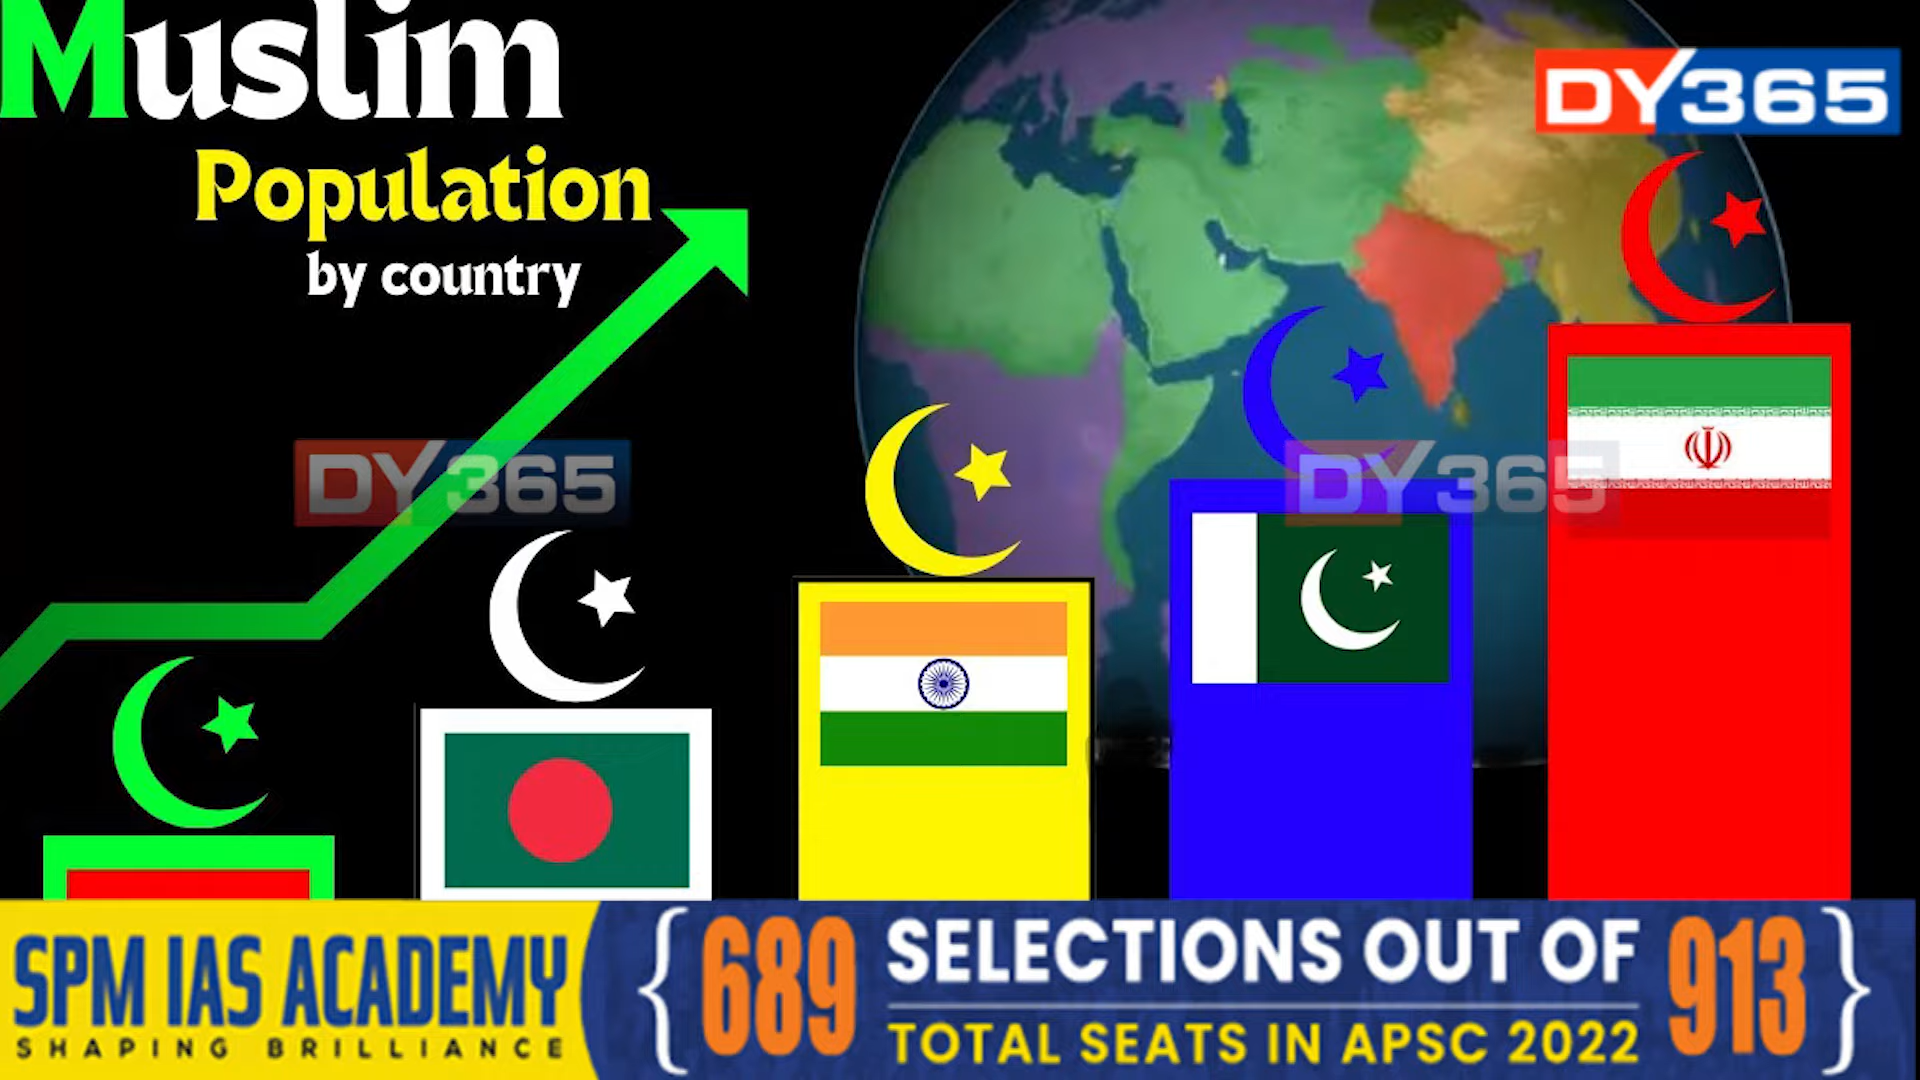 Muslim
Population
by country
DY365
DY365
DY365
SPM IAS ACADEMY
SHAPING BRILLIANCE
{689 SELECTIONS OUT OF 913}
TOTAL SEATS IN APSC 2022